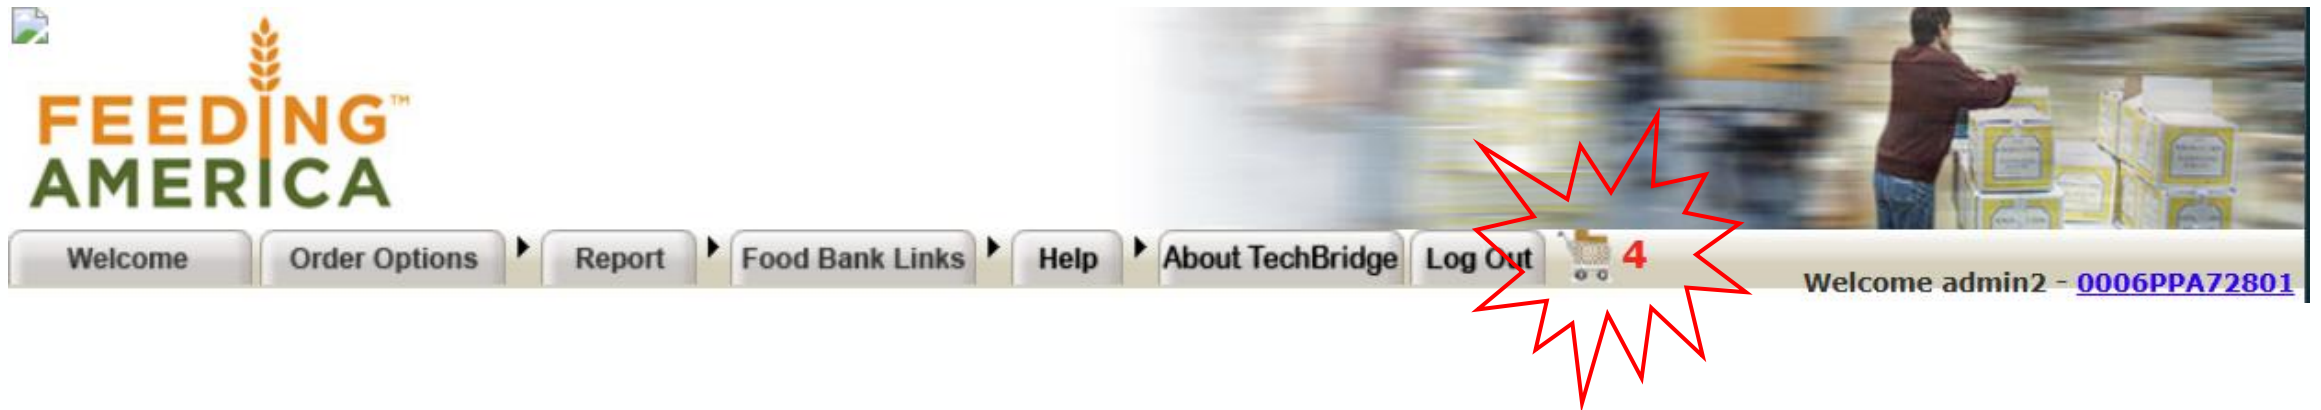 FEEDING™
AMERICA
Welcome Order Options Report Food Bank Links Help About TechBridge Log Out 4
Welcome admin2 - 0006PPA72801